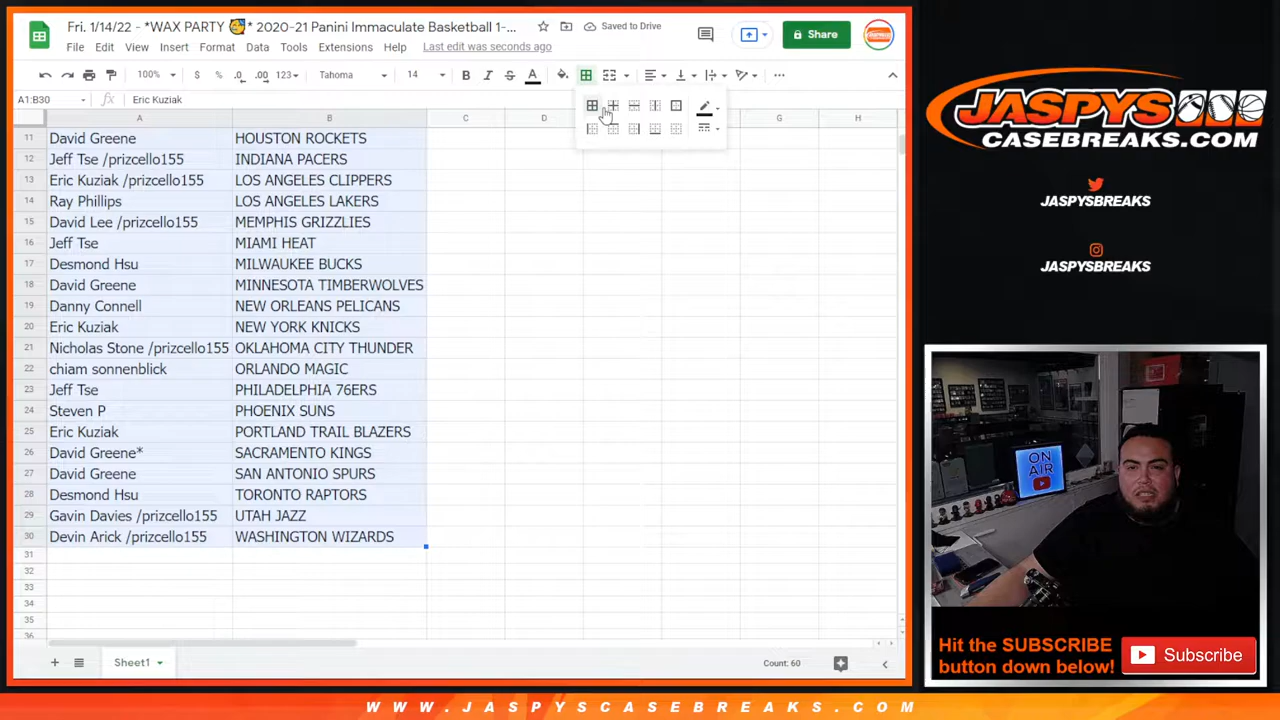 Fri. 1/14/22 - *WAX PARTY 🥳* 2020-21 Panini Immaculate Basketball 1-...
Saved to Drive
Share
File Edit View Insert Format Data Tools Extensions Help Last edit was seconds ago
100% $ % .0 .00 123 Tahoma 14 B I S A
A1:B30 fx Eric Kuziak
A B C D G H
11 David Greene HOUSTON ROCKETS
12 Jeff Tse /prizcello155 INDIANA PACERS
13 Eric Kuziak /prizcello155 LOS ANGELES CLIPPERS
14 Ray Phillips LOS ANGELES LAKERS
15 David Lee /prizcello155 MEMPHIS GRIZZLIES
16 Jeff Tse MIAMI HEAT
17 Desmond Hsu MILWAUKEE BUCKS
18 David Greene MINNESOTA TIMBERWOLVES
19 Danny Connell NEW ORLEANS PELICANS
20 Eric Kuziak NEW YORK KNICKS
21 Nicholas Stone /prizcello155 OKLAHOMA CITY THUNDER
22 chiam sonnenblick ORLANDO MAGIC
23 Jeff Tse PHILADELPHIA 76ERS
24 Steven P PHOENIX SUNS
25 Eric Kuziak PORTLAND TRAIL BLAZERS
26 David Greene* SACRAMENTO KINGS
27 David Greene SAN ANTONIO SPURS
28 Desmond Hsu TORONTO RAPTORS
29 Gavin Davies /prizcello155 UTAH JAZZ
30 Devin Arick /prizcello155 WASHINGTON WIZARDS
31
32
33
34
35
36
Sheet1
Count: 60
JASPYS
CASEBREAKS.COM
JASPYSBREAKS
JASPYSBREAKS
ON
AIR
Hit the SUBSCRIBE
button down below!
Subscribe
WWW.JASPYSCASEBREAKS.COM